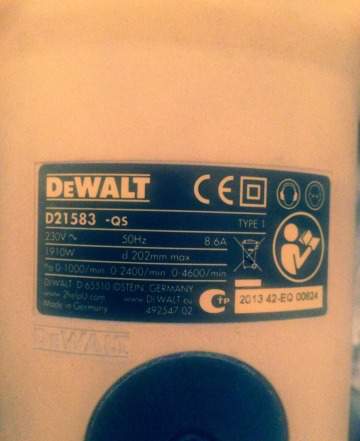 DEWALT
CE
D21583 -QS
TYPE 1
230V ~ 50Hz 8.6A
1910W d 202mm max
n₀ 0-1000/min 0-2400/min 0-4600/min
DEWALT D 65510 IDSTEIN, GERMANY
www.2helpU.com www.DEWALT.eu
Made in Germany 492547 02
2013 42-EQ 00624
DEWALT